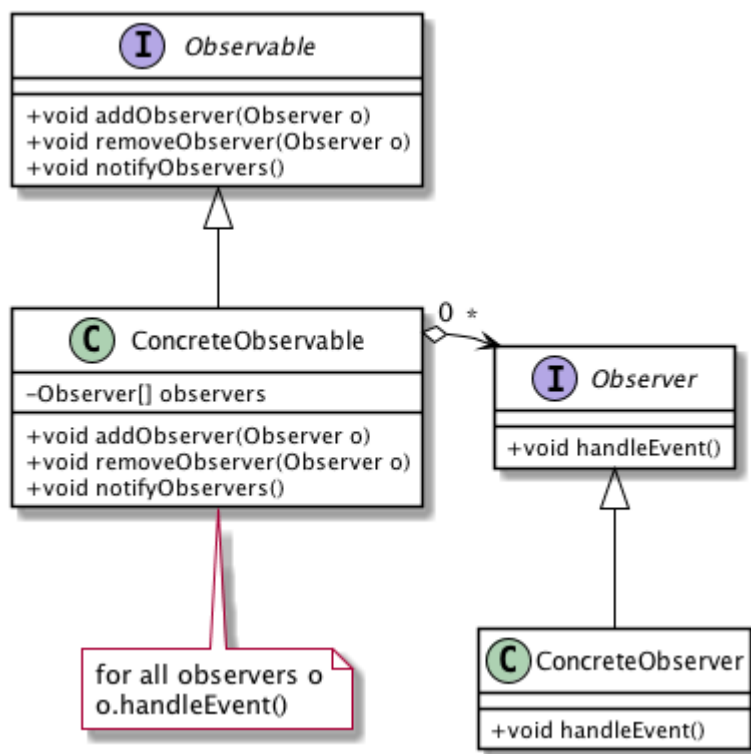 I Observable
+void addObserver(Observer o)
+void removeObserver(Observer o)
+void notifyObservers()
C ConcreteObservable
-Observer[] observers
+void addObserver(Observer o)
+void removeObserver(Observer o)
+void notifyObservers()
0 *
I Observer
+void handleEvent()
for all observers o
o.handleEvent()
C ConcreteObserver
+void handleEvent()